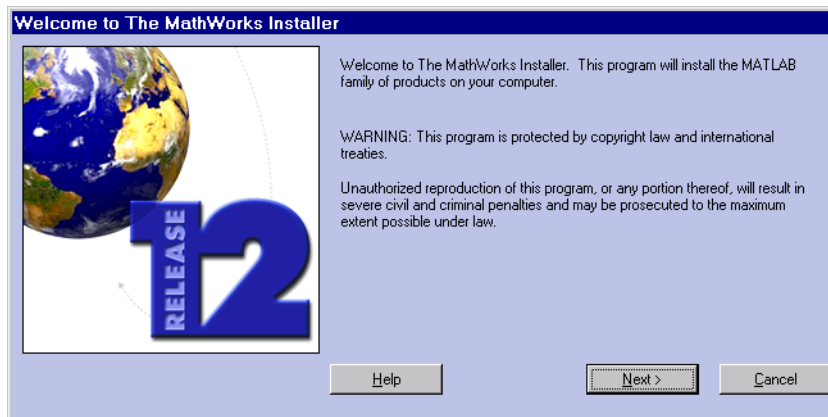 Welcome to The MathWorks Installer
Welcome to The MathWorks Installer. This program will install the MATLAB
family of products on your computer.
WARNING: This program is protected by copyright law and international
treaties.
Unauthorized reproduction of this program, or any portion thereof, will result in
severe civil and criminal penalties and may be prosecuted to the maximum
extent possible under law.
RELEASE 12
Help
Next >
Cancel